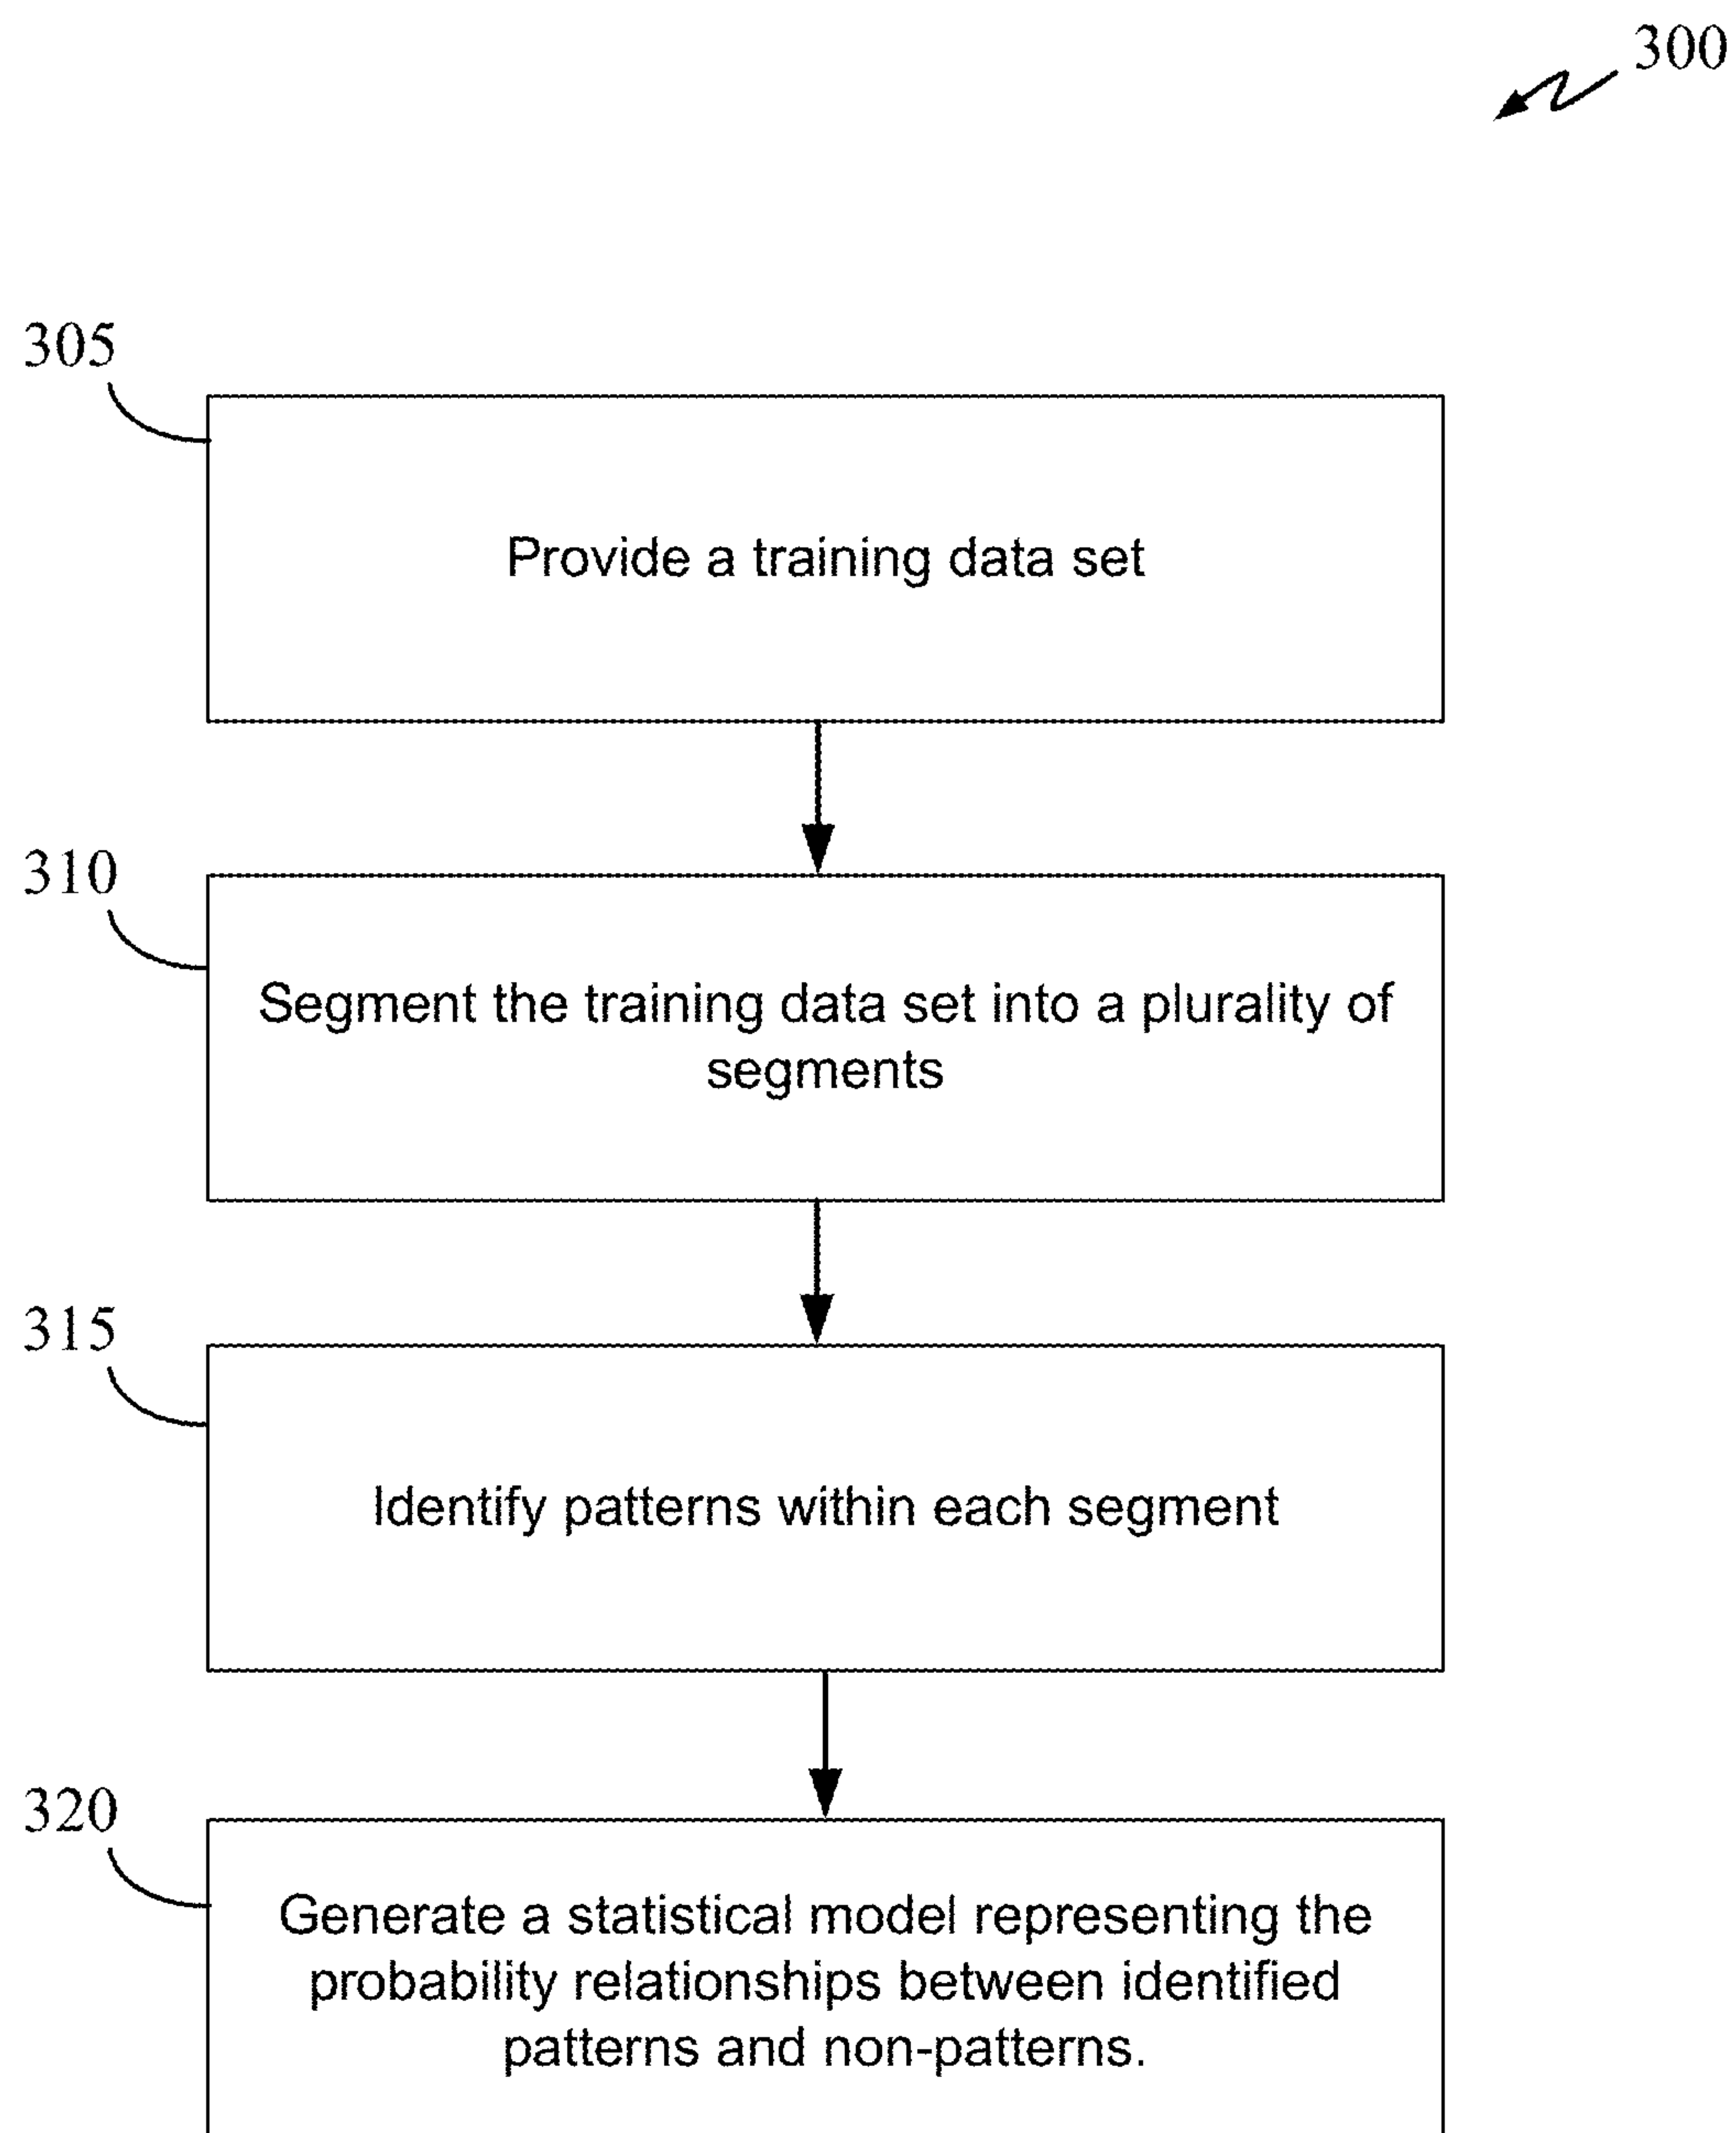 300
305
Provide a training data set
310
Segment the training data set into a plurality of
segments
315
Identify patterns within each segment
320
Generate a statistical model representing the
probability relationships between identified
patterns and non-patterns.